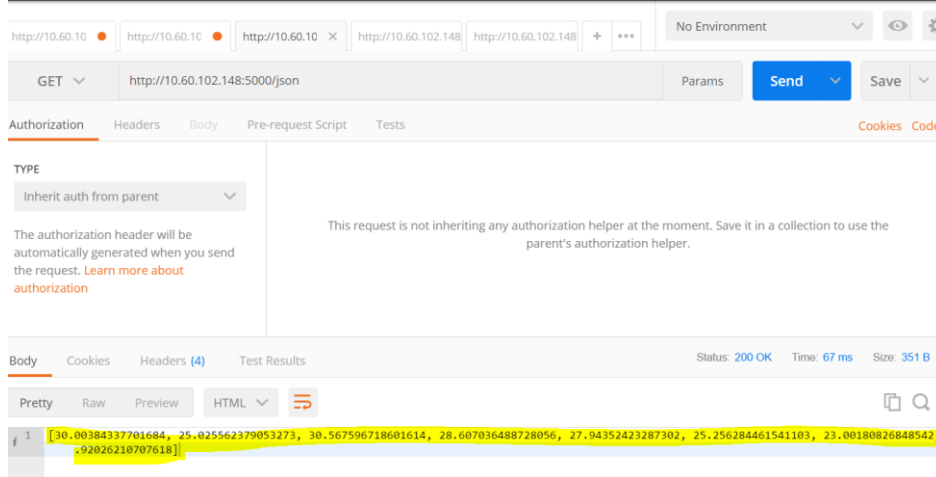 http://10.60.10 http://10.60.10 http://10.60.10 × http://10.60.102.148 http://10.60.102.148 + ••• No Environment
GET http://10.60.102.148:5000/json Params Send Save
Authorization Headers Body Pre-request Script Tests Cookies Code
TYPE
Inherit auth from parent
The authorization header will be
automatically generated when you send
the request. Learn more about
authorization
This request is not inheriting any authorization helper at the moment. Save it in a collection to use the
parent's authorization helper.
Body Cookies Headers (4) Test Results Status: 200 OK Time: 67 ms Size: 351 B
Pretty Raw Preview HTML
i 1 [30.00384337701684, 25.025562379053273, 30.567596718601614, 28.607036488728056, 27.94352423287302, 25.256284461541103, 23.00180826848542
.92026210707618]